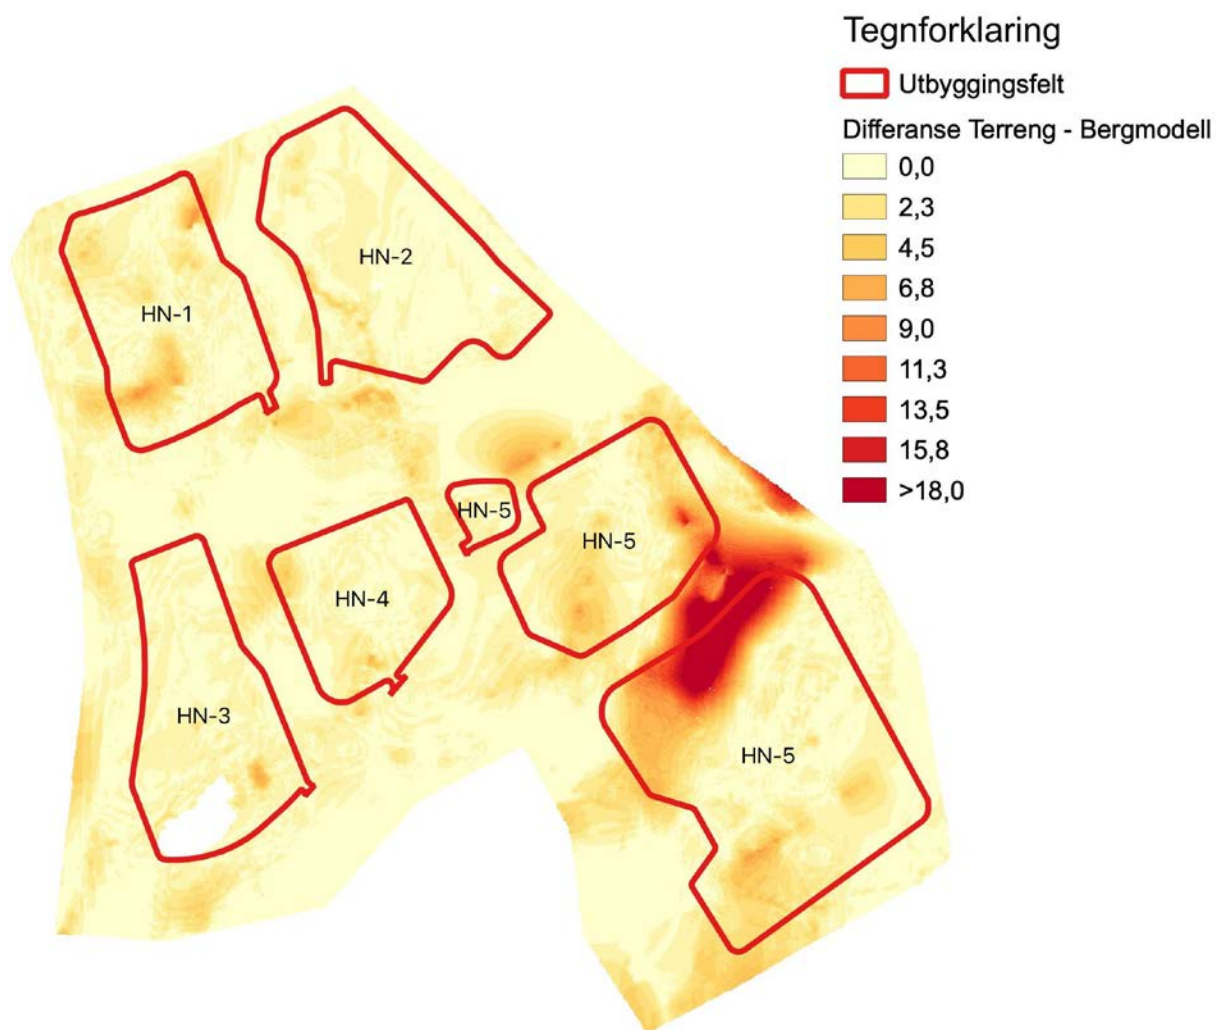 Tegnforklaring
Utbyggingsfelt
Differanse Terreng - Bergmodell
0,0
2,3
4,5
6,8
9,0
11,3
13,5
15,8
>18,0
HN-2
HN-1
HN-5
HN-5
HN-4
HN-3
HN-5